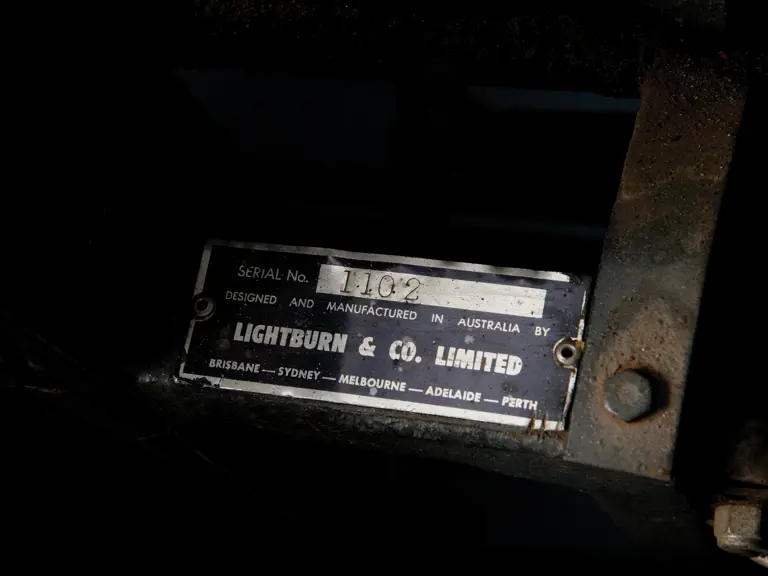 SERIAL No. 1102
DESIGNED AND MANUFACTURED IN AUSTRALIA BY
LIGHTBURN & CO. LIMITED
BRISBANE — SYDNEY — MELBOURNE — ADELAIDE — PERTH